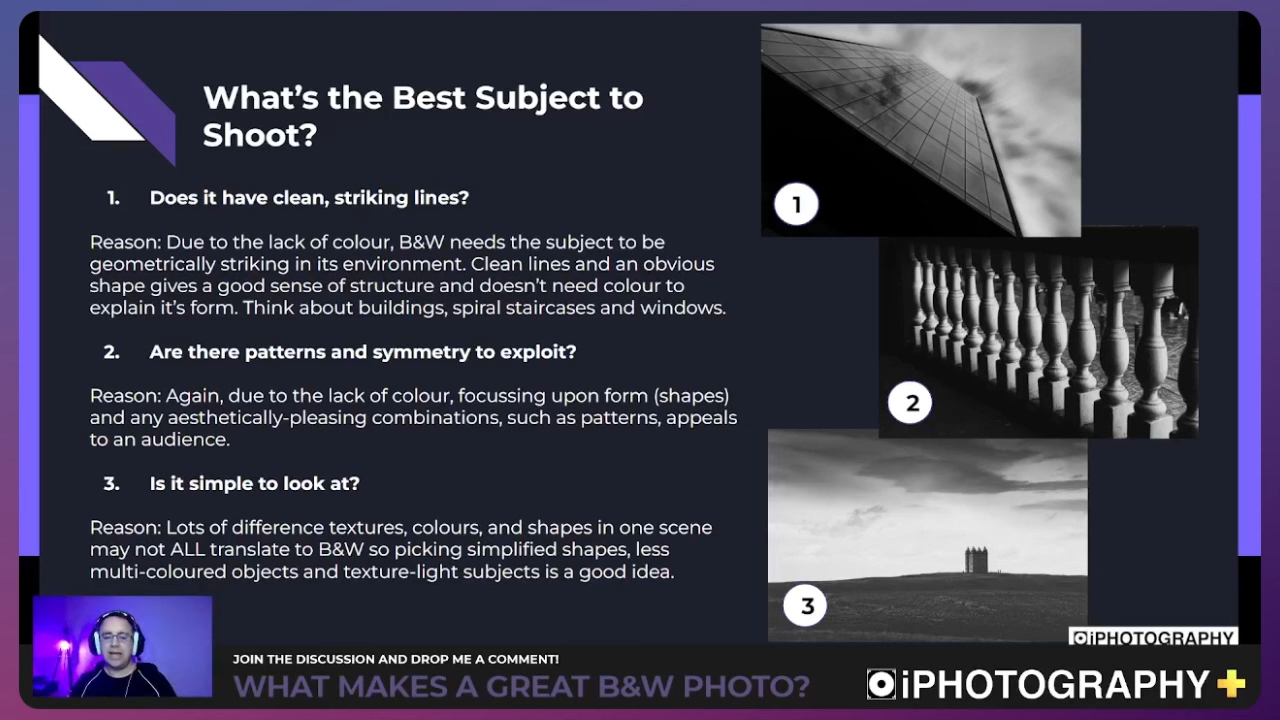 What's the Best Subject to
Shoot?
1. Does it have clean, striking lines?
Reason: Due to the lack of colour, B&W needs the subject to be
geometrically striking in its environment. Clean lines and an obvious
shape gives a good sense of structure and doesn't need colour to
explain it's form. Think about buildings, spiral staircases and windows.
2. Are there patterns and symmetry to exploit?
Reason: Again, due to the lack of colour, focussing upon form (shapes)
and any aesthetically-pleasing combinations, such as patterns, appeals
to an audience.
3. Is it simple to look at?
Reason: Lots of difference textures, colours, and shapes in one scene
may not ALL translate to B&W so picking simplified shapes, less
multi-coloured objects and texture-light subjects is a good idea.
1
2
3
iPHOTOGRAPHY
JOIN THE DISCUSSION AND DROP ME A COMMENT!
WHAT MAKES A GREAT B&W PHOTO?
iPHOTOGRAPHY+